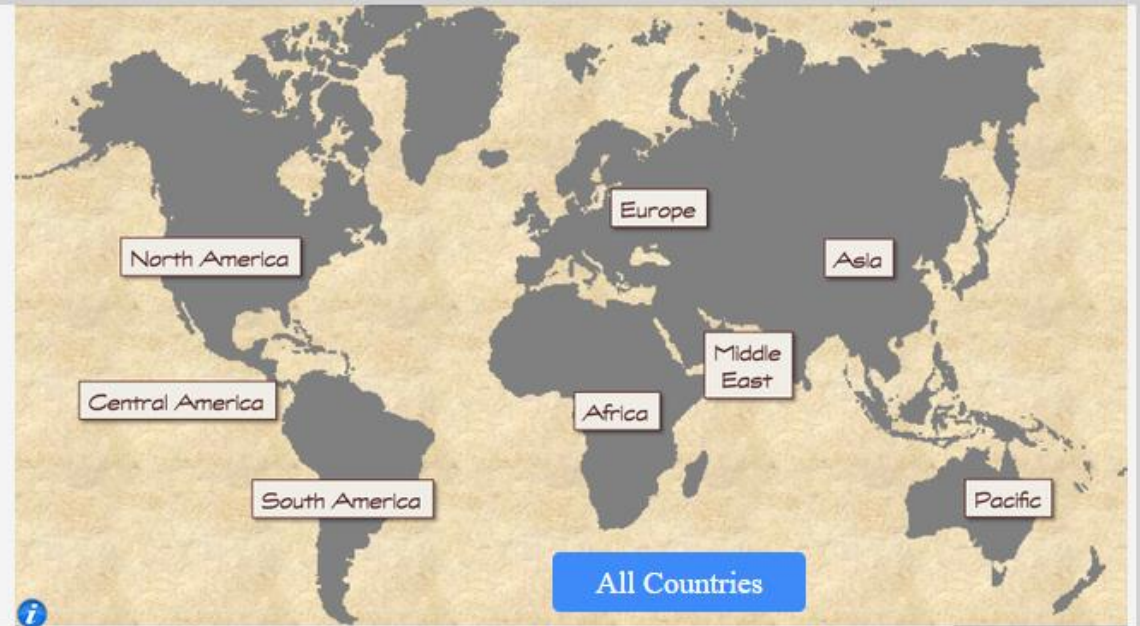 Europe
North America
Asia
Middle
East
Central America
Africa
South America
Pacific
All Countries
i